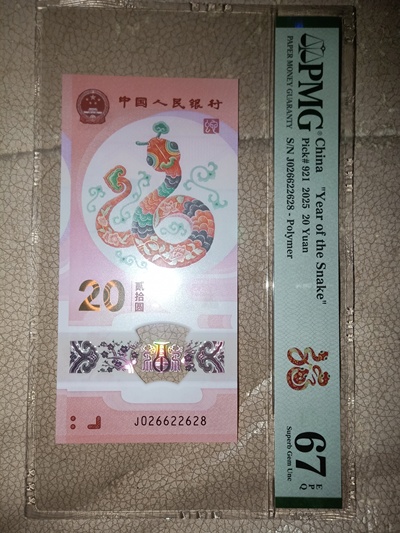 中国人民银行
20
贰拾圆
J026622628
PMG
PAPER MONEY GUARANTY
China "Year of the Snake"
Pick# 921 2025 20 Yuan
S/N J026622628 - Polymer
67 EPQ
Superb Gem Unc